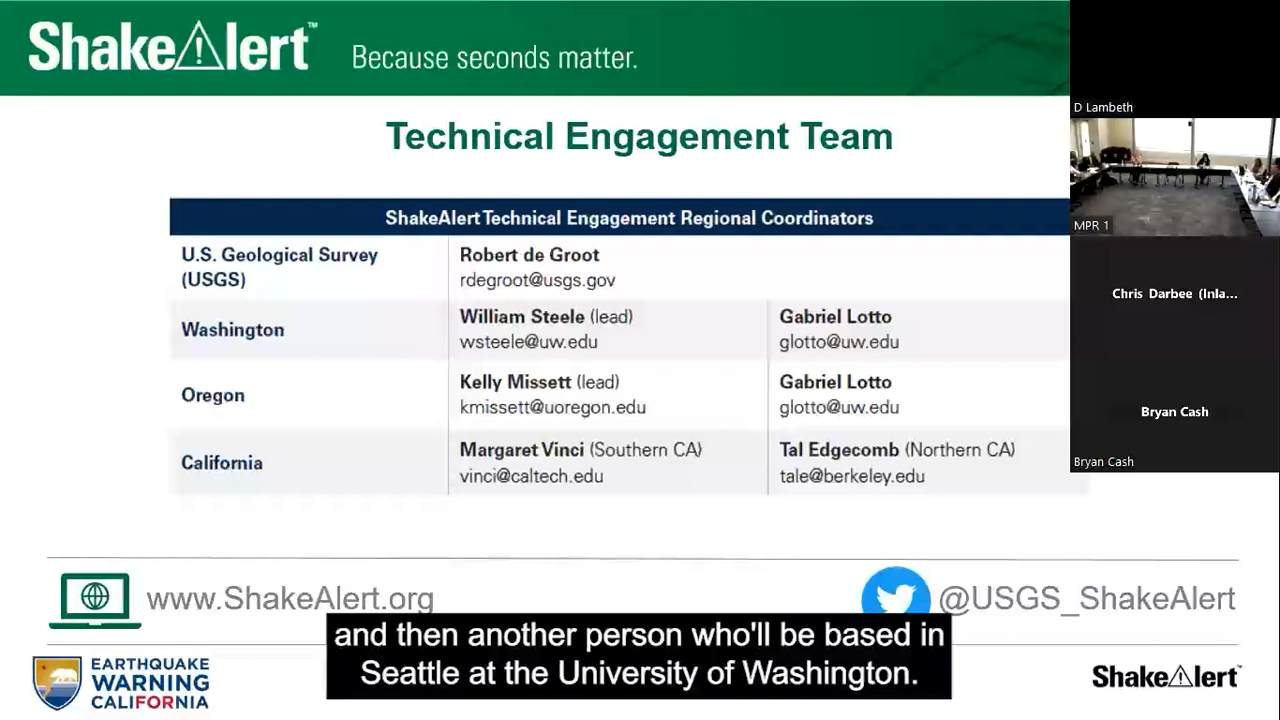 ShakeAlert™
Because seconds matter.
Technical Engagement Team
ShakeAlert Technical Engagement Regional Coordinators
U.S. Geological Survey
(USGS)
Robert de Groot
rdegroot@usgs.gov
Washington
William Steele (lead)
wsteele@uw.edu
Gabriel Lotto
glotto@uw.edu
Oregon
Kelly Missett (lead)
kmissett@uoregon.edu
Gabriel Lotto
glotto@uw.edu
California
Margaret Vinci (Southern CA)
vinci@caltech.edu
Tal Edgecomb (Northern CA)
tale@berkeley.edu
D Lambeth
MPR 1
Chris Darbee (Inla...
Bryan Cash
Bryan Cash
www.ShakeAlert.org
@USGS_ShakeAlert
and then another person who'll be based in
Seattle at the University of Washington.
EARTHQUAKE
WARNING
CALIFORNIA
ShakeAlert™